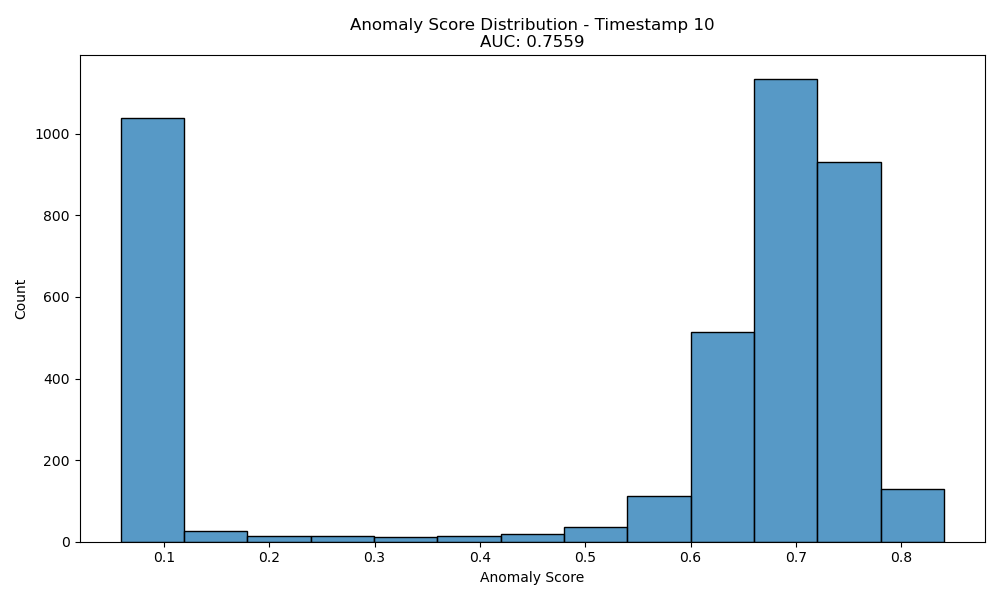 Anomaly Score Distribution - Timestamp 10
AUC: 0.7559
1000
800
600
400
200
0
Count
0.1 0.2 0.3 0.4 0.5 0.6 0.7 0.8
Anomaly Score